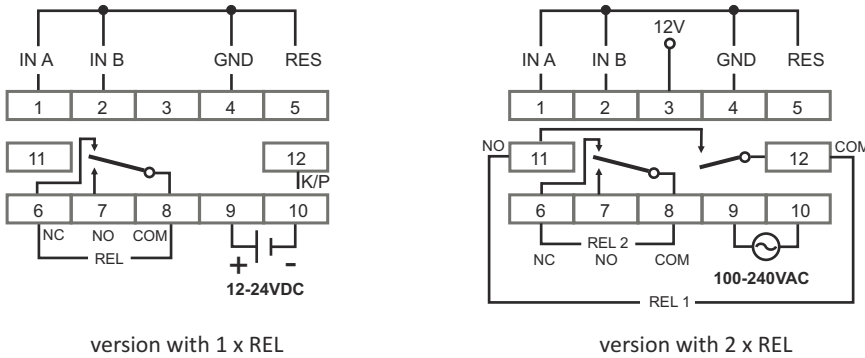 IN A IN B GND RES
1 2 3 4 5
11 12
K/P
6 7 8 9 10
NC NO COM
REL
+ -
12-24VDC
version with 1 x REL
12V
IN A IN B GND RES
1 2 3 4 5
NO 11 12 COM
6 7 8 9 10
REL 2
NC NO COM
100-240VAC
REL 1
version with 2 x REL